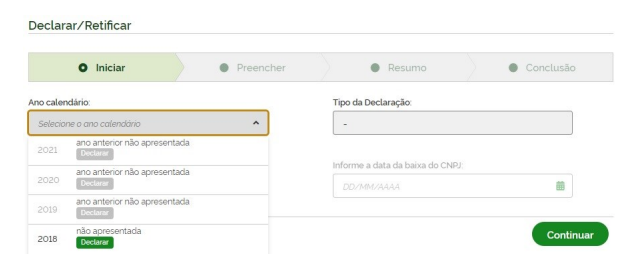 Declarar/Retificar
Iniciar
Preencher
Resumo
Conclusão
Ano calendário:
Selecione o ano calendário
Tipo da Declaração:
-
2021
ano anterior não apresentada
Declarar
2020
ano anterior não apresentada
Declarar
2019
ano anterior não apresentada
Declarar
2018
não apresentada
Declarar
Informe a data da baixa do CNPJ:
DD/MM/AAAA
Continuar